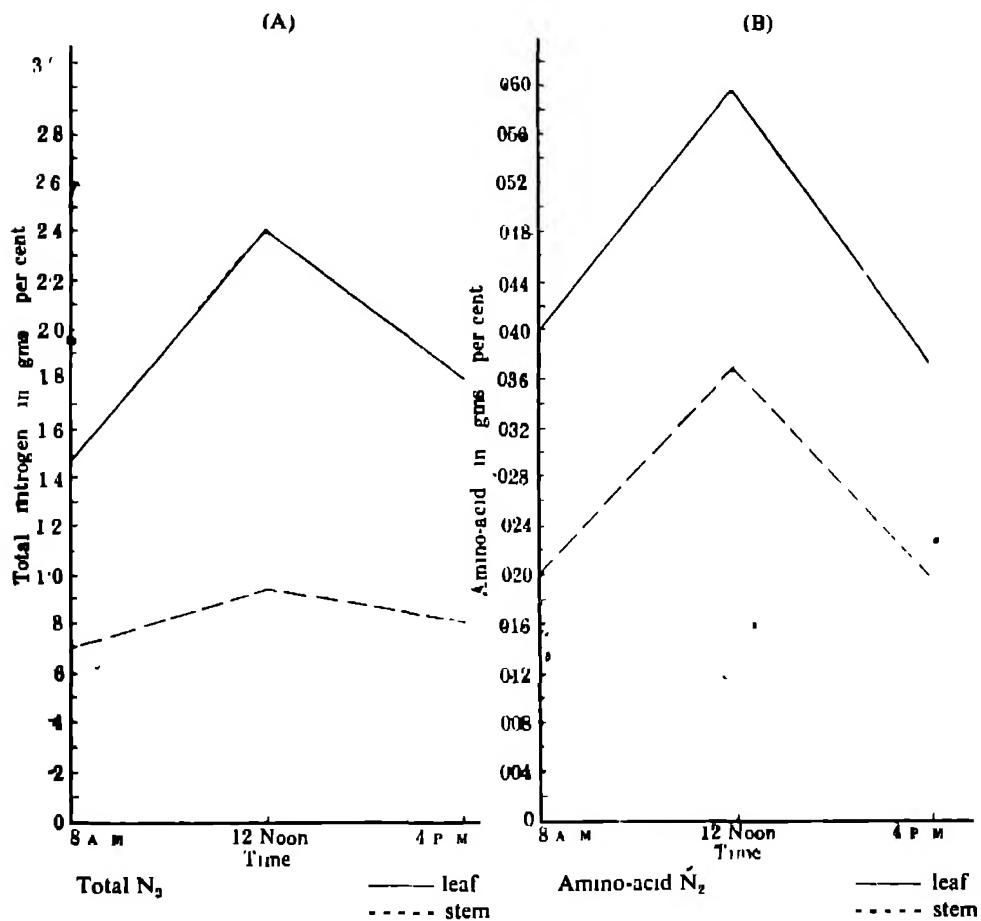 (A)
Total nitrogen in gms per cent
3
2 8
2 6
2 4
2 2
2 0
1 8
1 6
1 4
1 2
1·0
8
6
4
2
0
8 A M
12 Noon
4 P M
Time
Total N₂
leaf
stem
(B)
Amino-acid in gms per cent
060
056
052
048
044
040
036
032
028
024
020
016
012
008
004
0
8 A M
12 Noon
4 P M
Time
Amino-acid N₂
leaf
stem